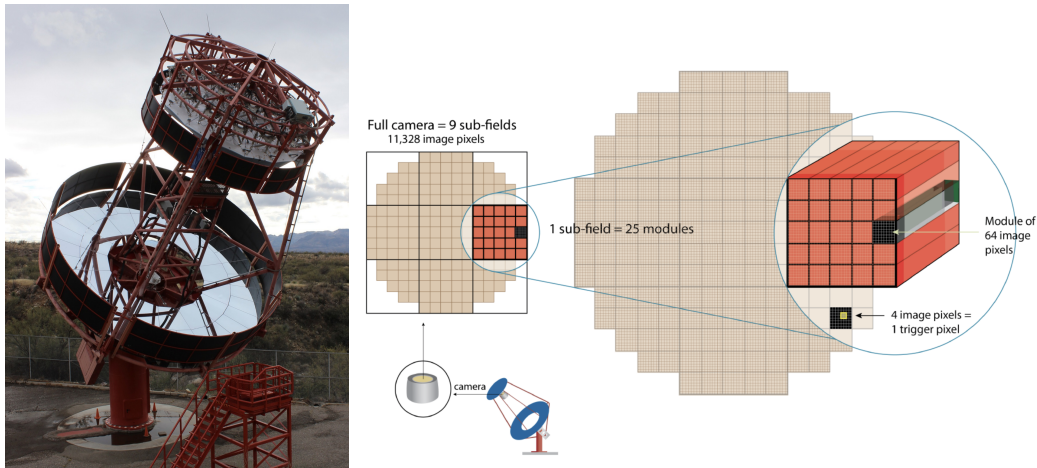 Full camera = 9 sub-fields
11,328 image pixels
1 sub-field = 25 modules
Module of
64 image
pixels
4 image pixels =
1 trigger pixel
camera